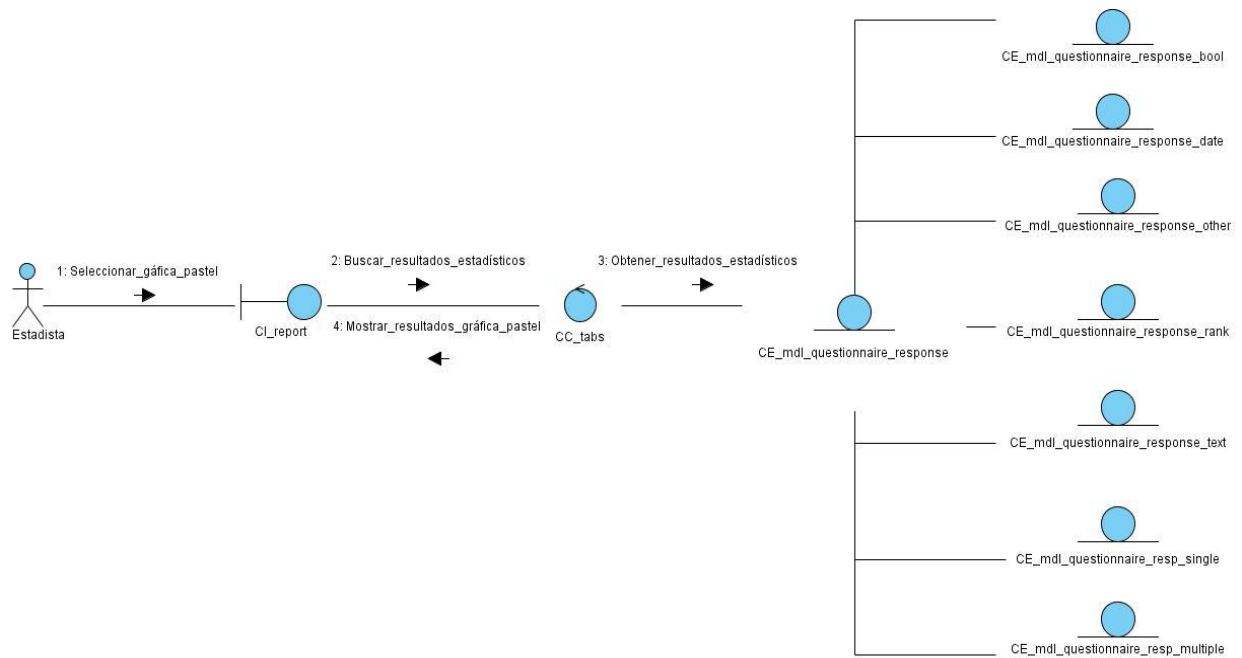 CE_mdl_questionnaire_response_bool
CE_mdl_questionnaire_response_date
CE_mdl_questionnaire_response_other
1: Seleccionar_gáfica_pastel
2: Buscar_resultados_estadísticos
3: Obtener_resultados_estadísticos
4: Mostrar_resultados_gráfica_pastel
Estadista
CI_report
CC_tabs
CE_mdl_questionnaire_response
CE_mdl_questionnaire_response_rank
CE_mdl_questionnaire_response_text
CE_mdl_questionnaire_resp_single
CE_mdl_questionnaire_resp_multiple